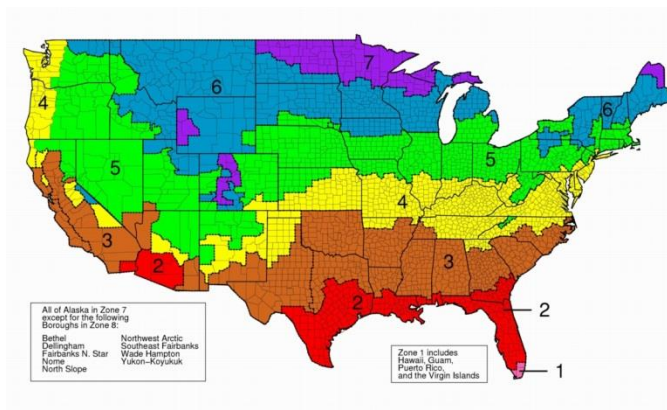 7
6
4
6
5
5
4
3
3
2
2
2
1
All of Alaska in Zone 7
except for the following
Boroughs in Zone 8:
Bethel Northwest Arctic
Dellingham Southeast Fairbanks
Fairbanks N. Star Wade Hampton
Nome Yukon-Koyukuk
North Slope
Zone 1 includes
Hawaii, Guam,
Puerto Rico,
and the Virgin Islands